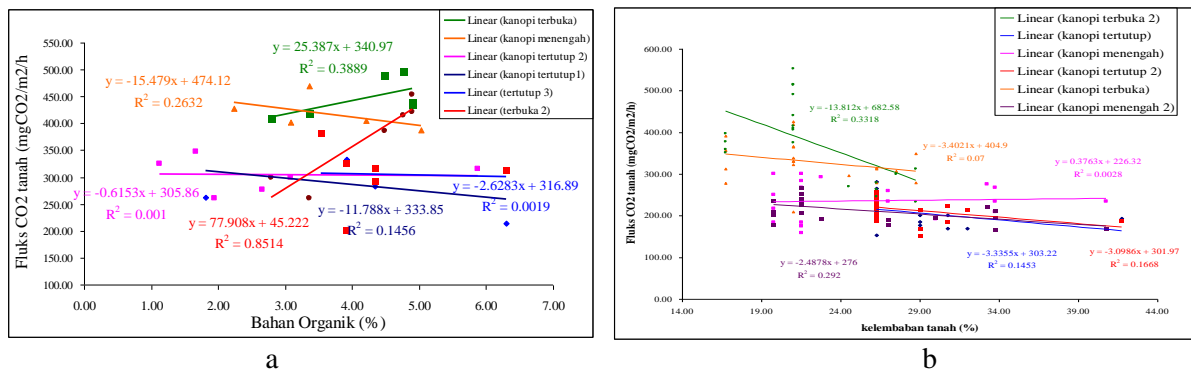 Linear (kanopi terbuka)
Linear (kanopi menengah)
Linear (kanopi tertutup 2)
Linear (kanopi tertutup1)
Linear (tertutup 3)
Linear (terbuka 2)
Fluks CO2 tanah (mgCO2/m2/h)
500.00
450.00
400.00
350.00
300.00
250.00
200.00
150.00
100.00
y = 25.387x + 340.97
R2 = 0.3889
y = -15.479x + 474.12
R2 = 0.2632
y = -0.6153x + 305.86
R2 = 0.001
y = 77.908x + 45.222
R2 = 0.8514
y = -11.788x + 333.85
R2 = 0.1456
y = -2.6283x + 316.89
R2 = 0.0019
0.00 1.00 2.00 3.00 4.00 5.00 6.00 7.00
Bahan Organik (%)
a
Linear (kanopi terbuka 2)
Linear (kanopi tertutup)
Linear (kanopi menengah)
Linear (kanopi tertutup 2)
Linear (kanopi terbuka)
Linear (kanopi menengah 2)
Fluks CO2 tanah (mgCO2/m2/h)
600.00
500.00
400.00
300.00
200.00
100.00
0.00
y = -13.812x + 682.58
R2 = 0.3318
y = -3.4021x + 404.9
R2 = 0.07
y = 0.3763x + 226.32
R2 = 0.0028
y = -2.4878x + 276
R2 = 0.292
y = -3.3355x + 303.22
R2 = 0.1453
y = -3.0986x + 301.97
R2 = 0.1668
14.00 19.00 24.00 29.00 34.00 39.00 44.00
kelembaban tanah (%)
b